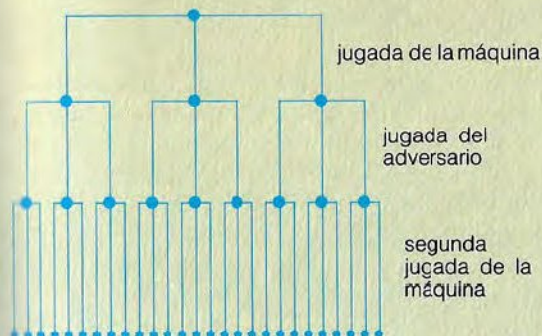 jugada de la máquina
jugada del
adversario
segunda
jugada de la
máquina